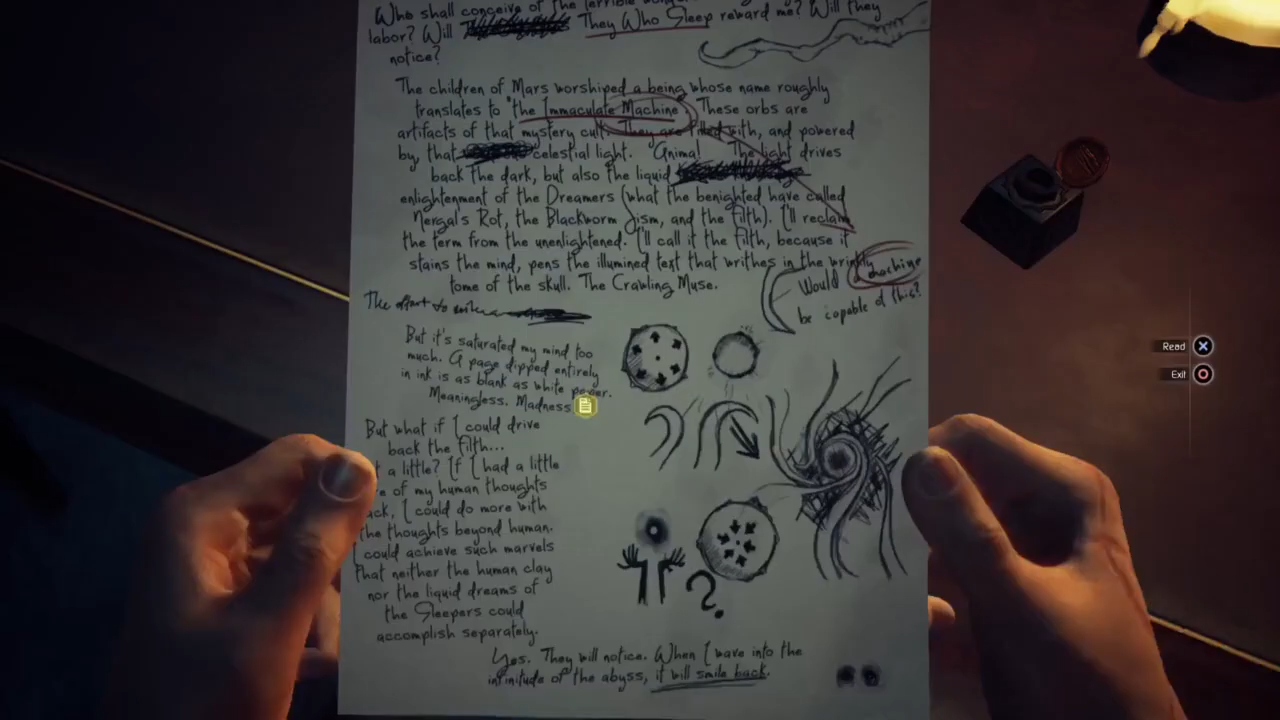 Who shall conceive of the terrible
labor? Will They Who Sleep reward me? Will they
notice?
The children of Mars worshiped a being whose name roughly
translates to "the Immaculate Machine". These orbs are
artifacts of that mystery cult. They are filled with, and powered
by, that celestial light. Animal The light drives
back the dark, but also the liquid
enlightenment of the Dreamers (what the benighted have called
Nergal's Rot, the Blackworm Jism, and the filth). I'll reclaim
the term from the unenlightened. I'll call it the filth, because it
stains the mind, pens the illumined text that writhes in the wrinkly
tome of the skull. The Crawling Muse.
Would a machine
be capable of this?
The effort to
But it's saturated my mind too
much. A page dipped entirely
in ink is as blank as white paper.
Meaningless. Madness
But what if I could drive
back the filth...
a little? If I had a little
of my human thoughts
I could do more with
the thoughts beyond human.
I could achieve such marvels
that neither the human clay
nor the liquid dreams of
the Sleepers could
accomplish separately.
?
Yes. They will notice. When I wave into the
infinitude of the abyss, it will smile back.
Read
Exit